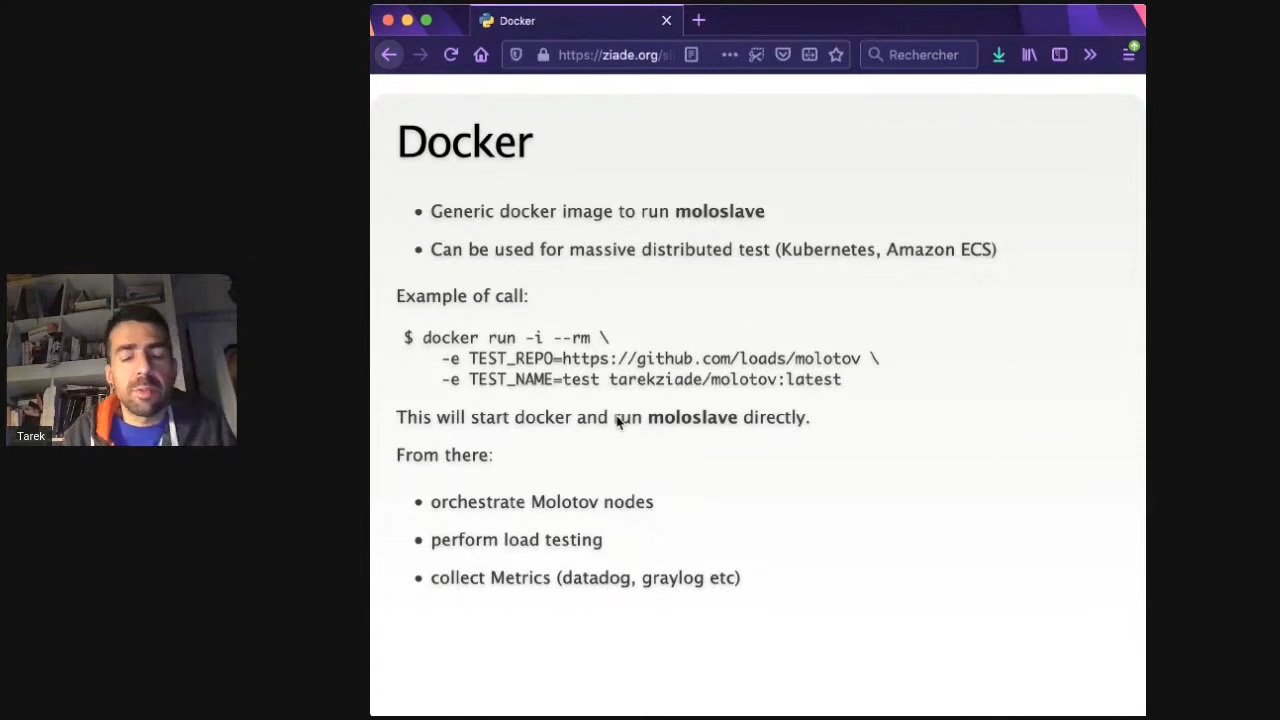 Docker
https://ziade.org/sl
Rechercher
Docker
• Generic docker image to run moloslave
• Can be used for massive distributed test (Kubernetes, Amazon ECS)
Example of call:
$ docker run -i --rm \
-e TEST_REPO=https://github.com/loads/molotov \
-e TEST_NAME=test tarekziade/molotov:latest
This will start docker and run moloslave directly.
From there:
• orchestrate Molotov nodes
• perform load testing
• collect Metrics (datadog, graylog etc)
Tarek